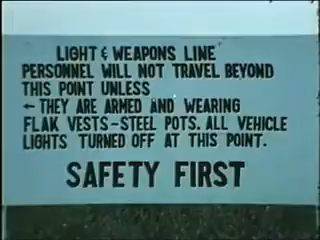 LIGHT & WEAPONS LINE
PERSONNEL WILL NOT TRAVEL BEYOND
THIS POINT UNLESS
← THEY ARE ARMED AND WEARING
FLAK VESTS-STEEL POTS. ALL VEHICLE
LIGHTS TURNED OFF AT THIS POINT.
SAFETY FIRST